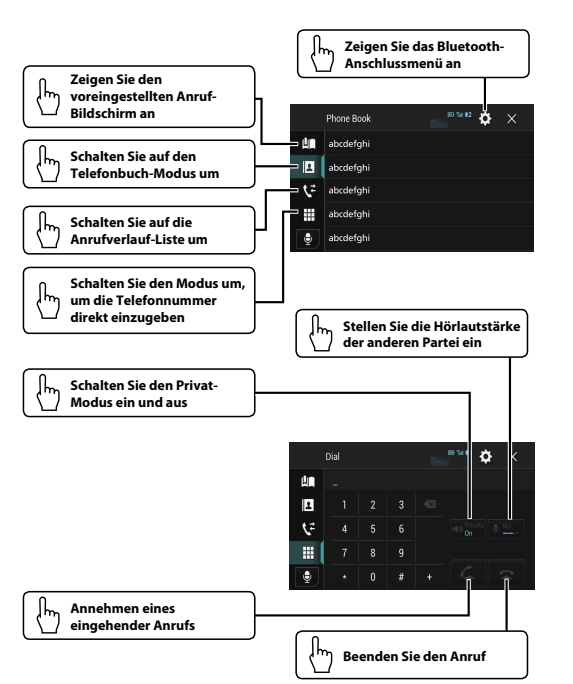 Zeigen Sie das Bluetooth-
Anschlussmenü an
Zeigen Sie den
voreingestellten Anruf-
Bildschirm an
Schalten Sie auf den
Telefonbuch-Modus um
Schalten Sie auf die
Anrufverlauf-Liste um
Schalten Sie den Modus um,
um die Telefonnummer
direkt einzugeben
Phone Book
abcdefghi
abcdefghi
abcdefghi
abcdefghi
abcdefghi
Stellen Sie die Hörlautstärke
der anderen Partei ein
Schalten Sie den Privat-
Modus ein und aus
Dial
_
1 2 3
4 5 6
7 8 9
* 0 # +
Private
On
Vol.
Annehmen eines
eingehender Anrufs
Beenden Sie den Anruf